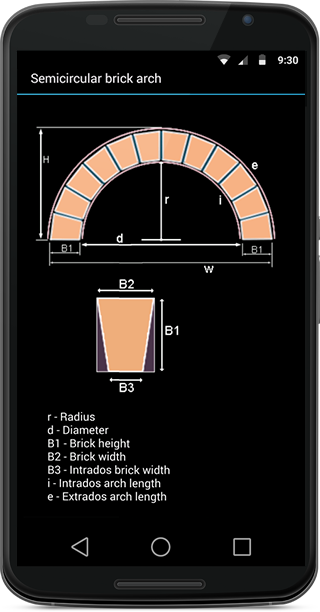 9:30
Semicircular brick arch
H
e
r
i
B1
d
B1
W
B2
B1
B3
r - Radius
d - Diameter
B1 - Brick height
B2 - Brick width
B3 - Intrados brick width
i - Intrados arch length
e - Extrados arch length